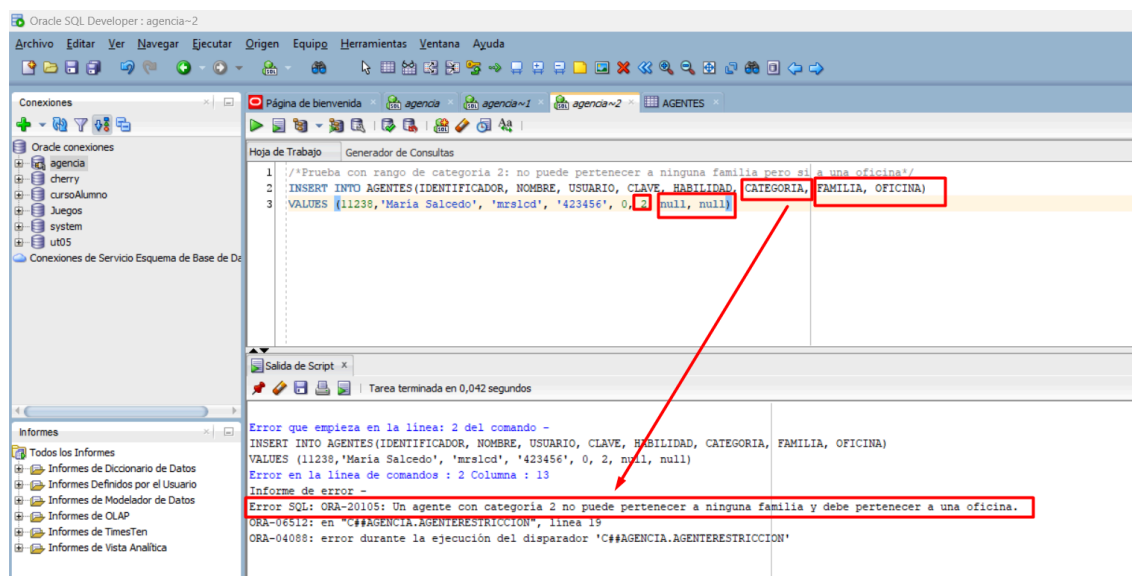 Oracle SQL Developer : agencia~2
Archivo Editar Ver Navegar Ejecutar Origen Equipo Herramientas Ventana Ayuda
Conexiones
Oracle conexiones
agencia
cherry
cursoAlumno
Juegos
system
ut05
Conexiones de Servicio Esquema de Base de Da
Informes
Todos los Informes
Informes de Diccionario de Datos
Informes Definidos por el Usuario
Informes de Modelador de Datos
Informes de OLAP
Informes de TimesTen
Informes de Vista Analítica
Página de bienvenida agencia agencia~1 agencia~2 AGENTES
Hoja de Trabajo Generador de Consultas
1 /*Prueba con rango de categoria 2: no puede pertenecer a ninguna familia pero si a una oficina*/
2 INSERT INTO AGENTES(IDENTIFICADOR, NOMBRE, USUARIO, CLAVE, HABILIDAD, CATEGORIA, FAMILIA, OFICINA)
3 VALUES (11238,'María Salcedo', 'mrslcd', '423456', 0, 2, null, null)
Salida de Script
Tarea terminada en 0,042 segundos
Error que empieza en la línea: 2 del comando -
INSERT INTO AGENTES(IDENTIFICADOR, NOMBRE, USUARIO, CLAVE, HABILIDAD, CATEGORIA, FAMILIA, OFICINA)
VALUES (11238,'María Salcedo', 'mrslcd', '423456', 0, 2, null, null)
Error en la línea de comandos : 2 Columna : 13
Informe de error -
Error SQL: ORA-20105: Un agente con categoría 2 no puede pertenecer a ninguna familia y debe pertenecer a una oficina.
ORA-06512: en "C##AGENCIA.AGENTERESTRICCION", línea 19
ORA-04088: error durante la ejecución del disparador 'C##AGENCIA.AGENTERESTRICCION'